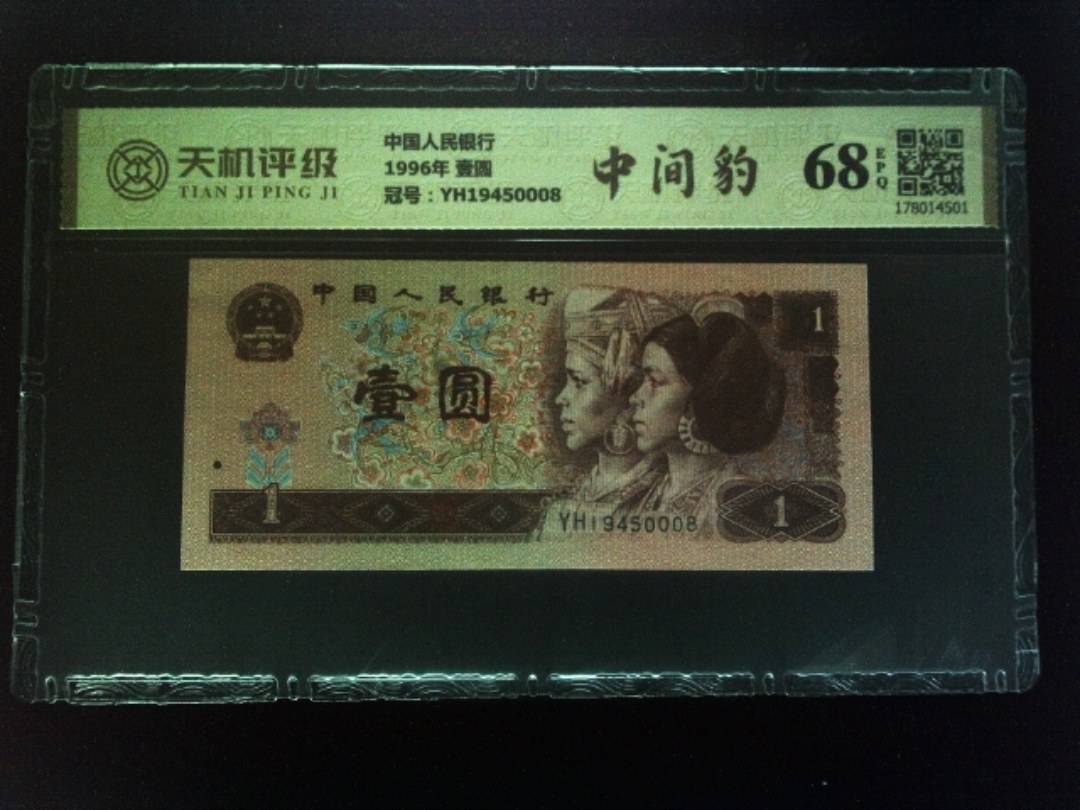 天机评级
TIAN JI PING JI
中国人民银行
1996年 壹圆
冠号：YH19450008
中间豹
68
EPQ
178014501
中国人民银行
1
壹圆
1
YH19450008
1